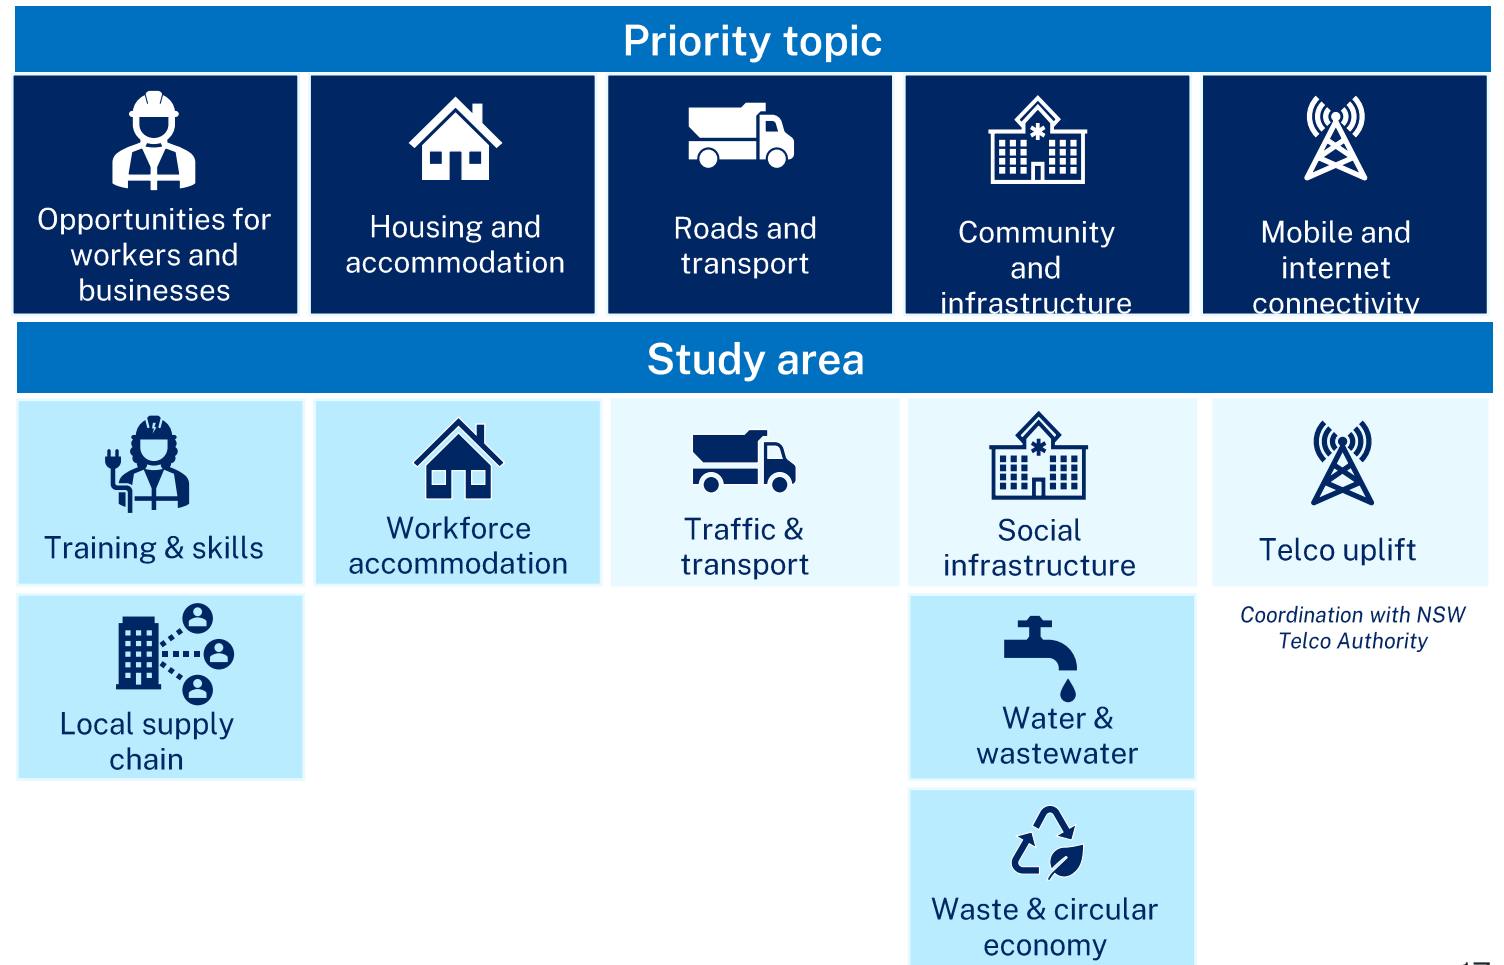 Priority topic
Opportunities for
workers and
businesses
Housing and
accommodation
Roads and
transport
Community
and
infrastructure
Mobile and
internet
connectivity
Study area
Training & skills
Workforce
accommodation
Traffic &
transport
Social
infrastructure
Telco uplift
Local supply
chain
Water &
wastewater
Coordination with NSW
Telco Authority
Waste & circular
economy